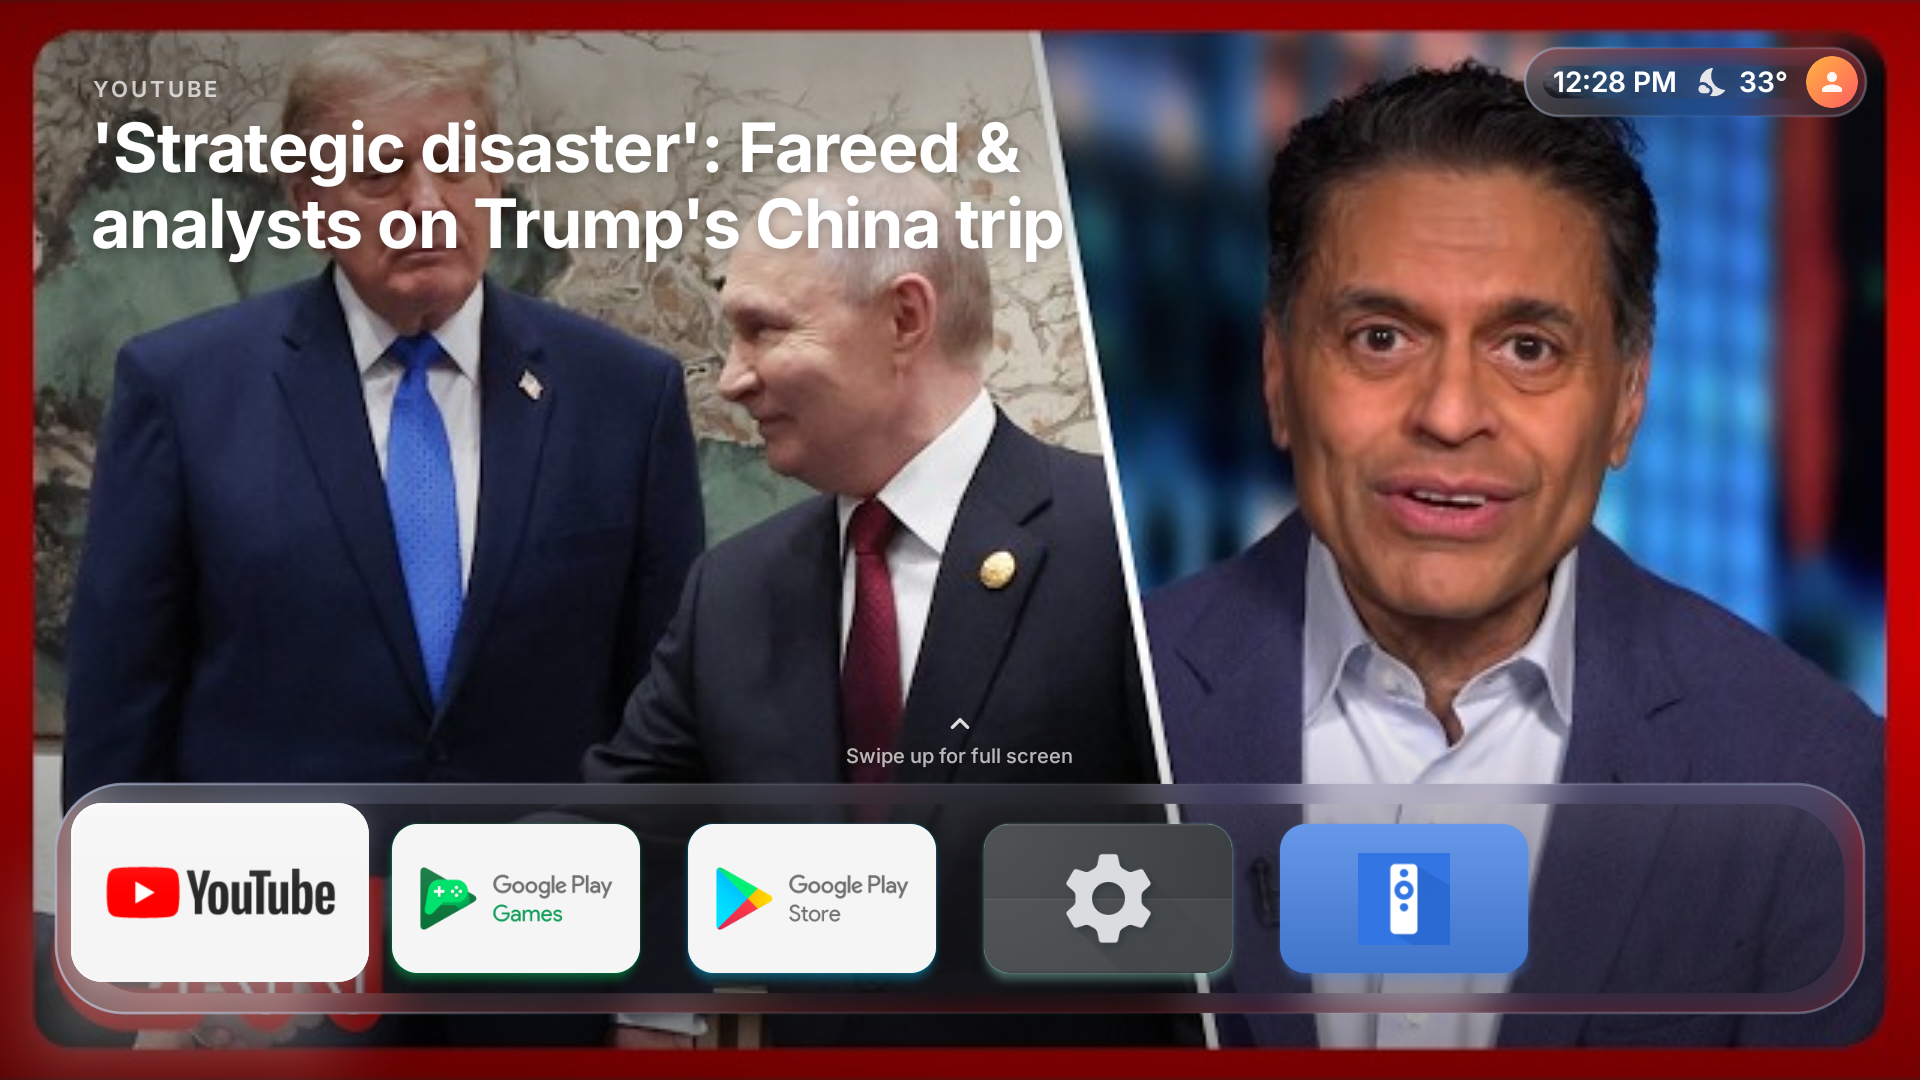 YOUTUBE
12:28 PM 33°
'Strategic disaster': Fareed &
analysts on Trump's China trip
Swipe up for full screen
YouTube
Google Play
Games
Google Play
Store